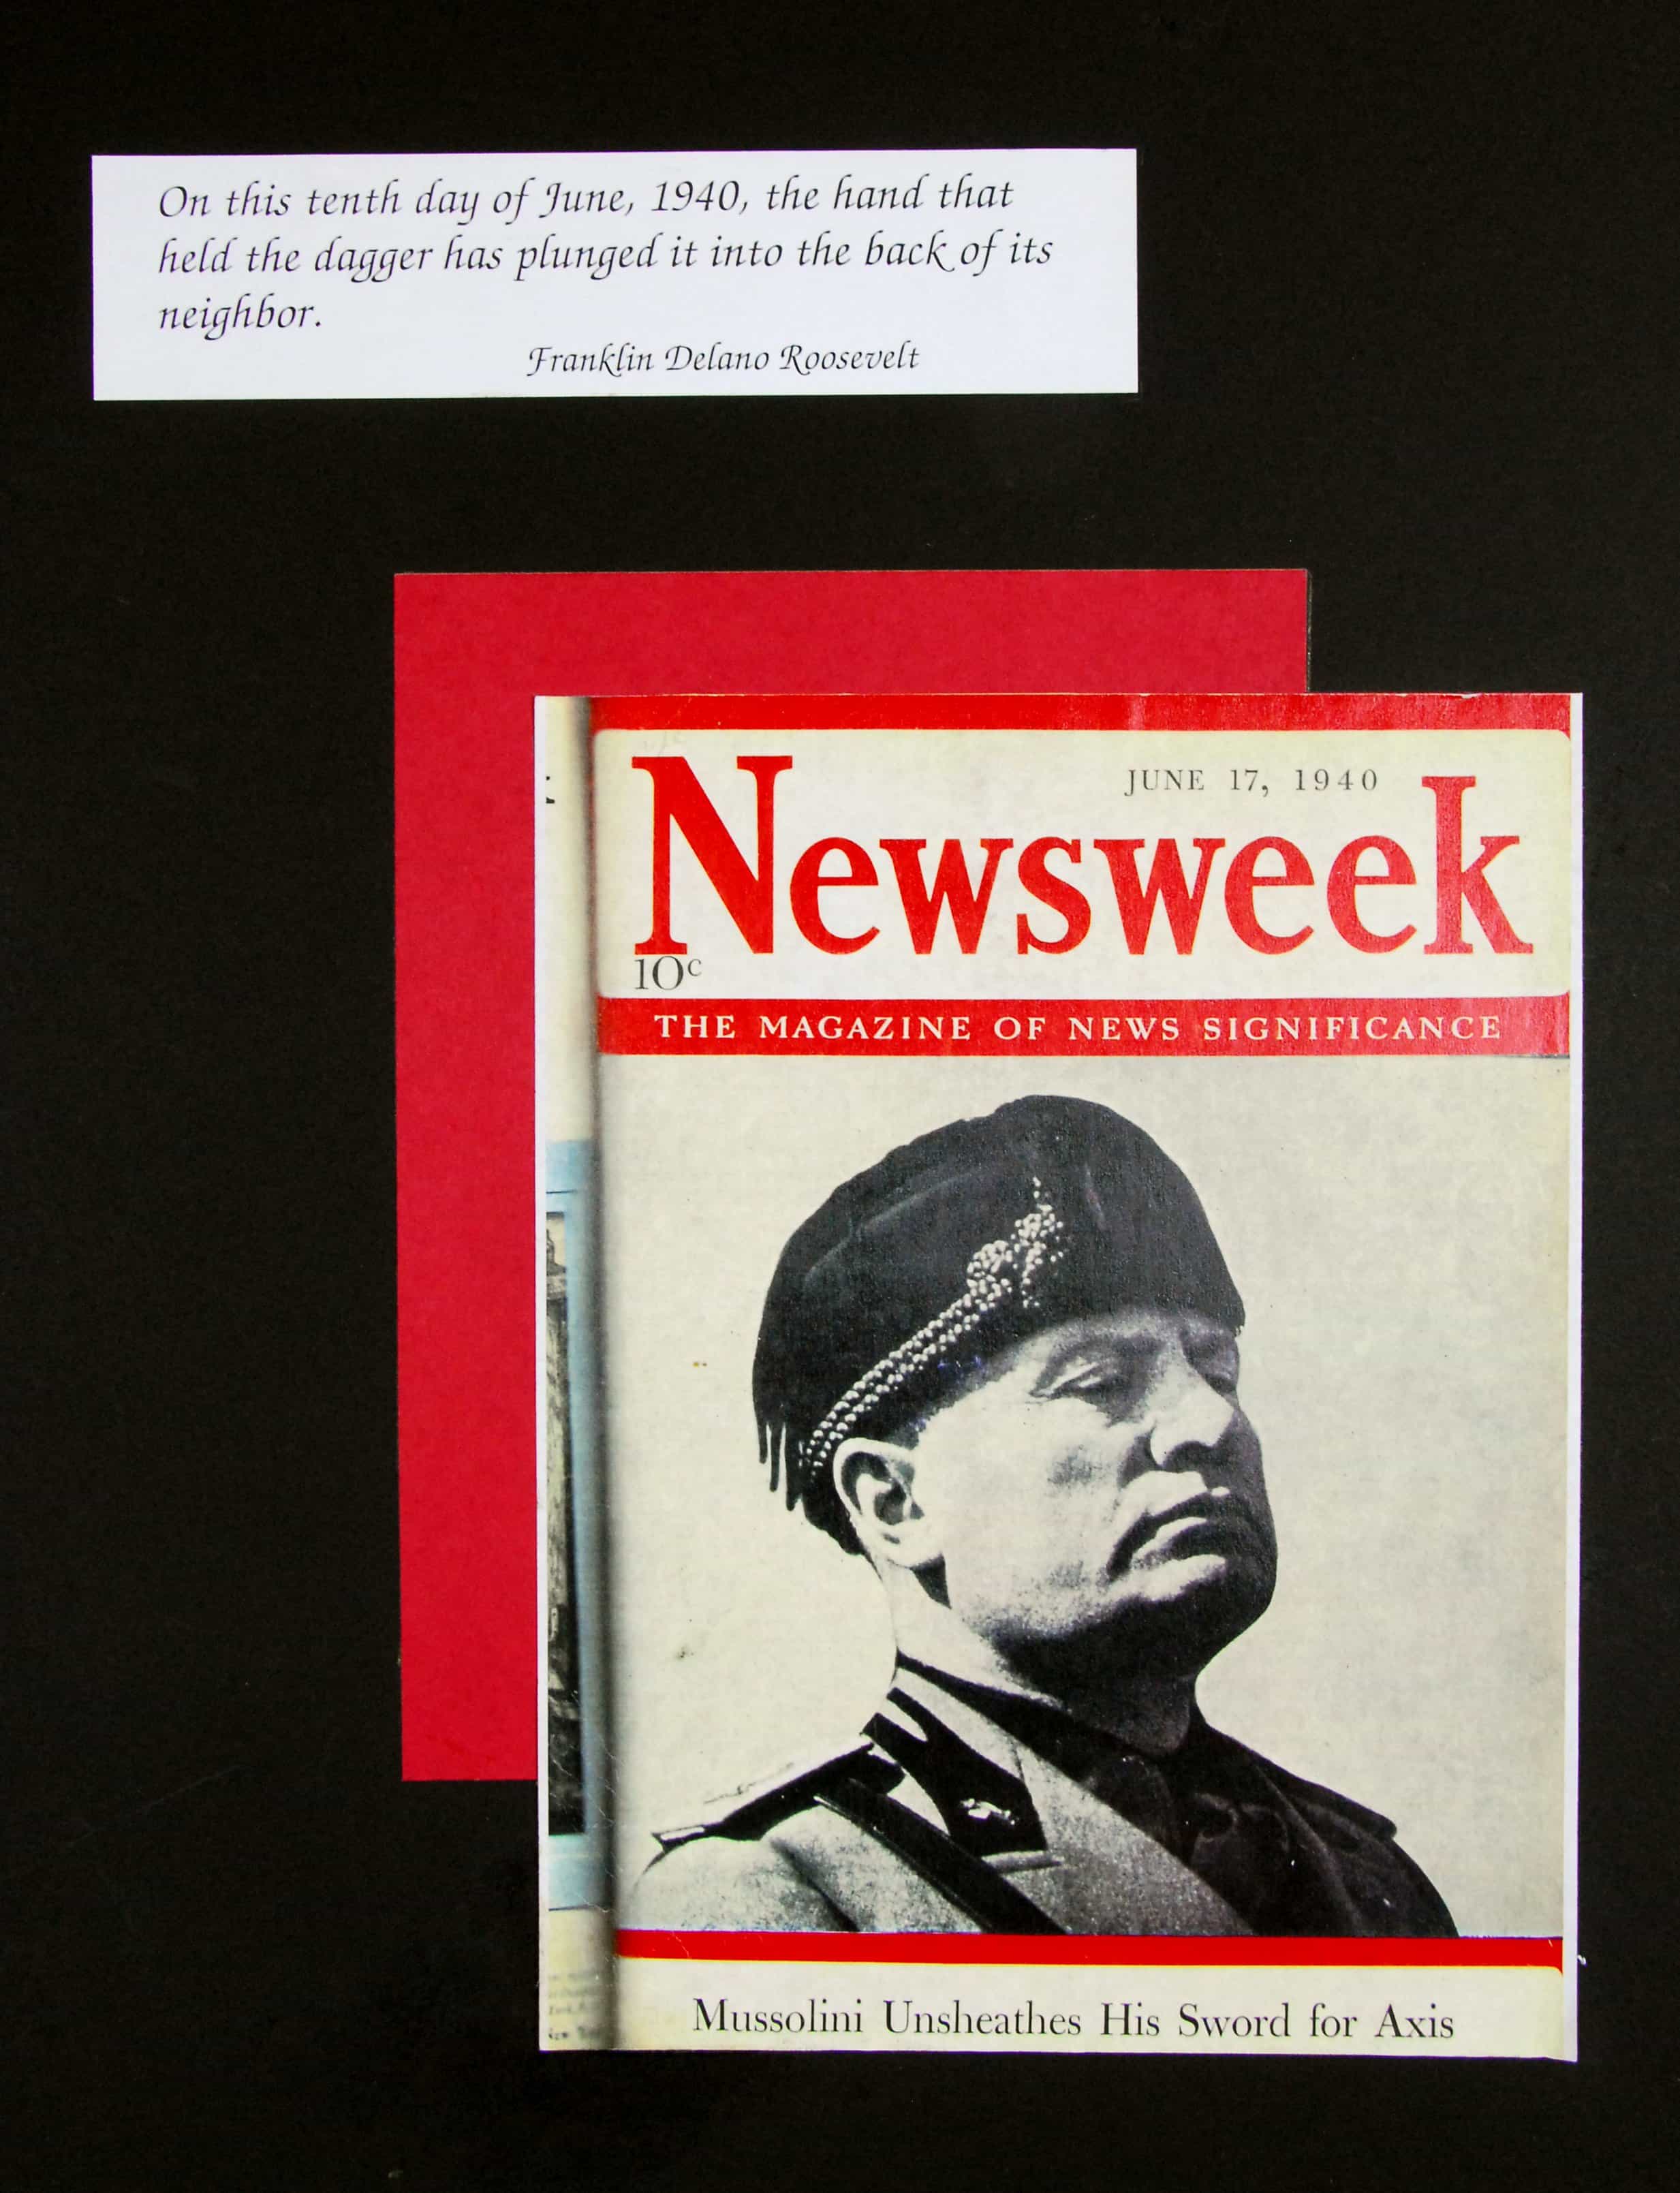 On this tenth day of June, 1940, the hand that
held the dagger has plunged it into the back of its
neighbor.
Franklin Delano Roosevelt
JUNE 17, 1940
Newsweek
10c
THE MAGAZINE OF NEWS SIGNIFICANCE
Mussolini Unsheathes His Sword for Axis